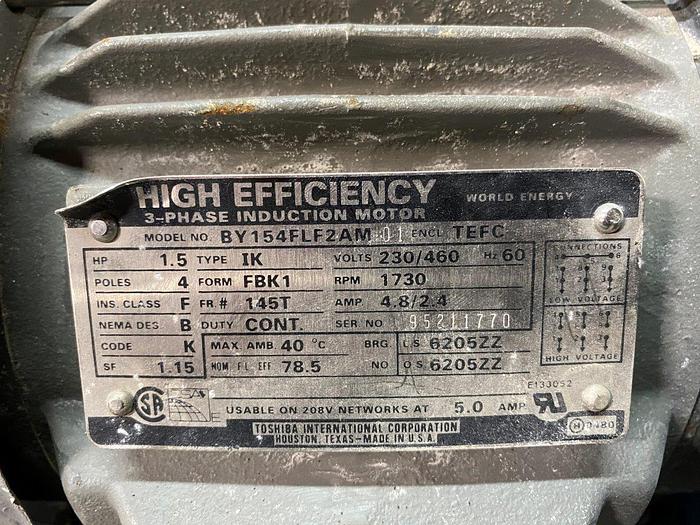 HIGH EFFICIENCY WORLD ENERGY
3-PHASE INDUCTION MOTOR
MODEL NO. BY154FLF2AM 01 ENCL TEFC
HP 1.5 TYPE IK VOLTS 230/460 Hz 60
POLES 4 FORM FBK1 RPM 1730
INS. CLASS F FR.# 145T AMP 4.8/2.4
NEMA DES B DUTY CONT. SER NO 95211770
CODE K MAX. AMB. 40 °C BRG L.S. 6205ZZ
SF 1.15 NOM FL EFF 78.5 NO O.S. 6205ZZ
CONNECTIONS
LOW VOLTAGE
HIGH VOLTAGE
E133052
USABLE ON 208V NETWORKS AT 5.0 AMP
TOSHIBA INTERNATIONAL CORPORATION
HOUSTON, TEXAS-MADE IN U.S.A.